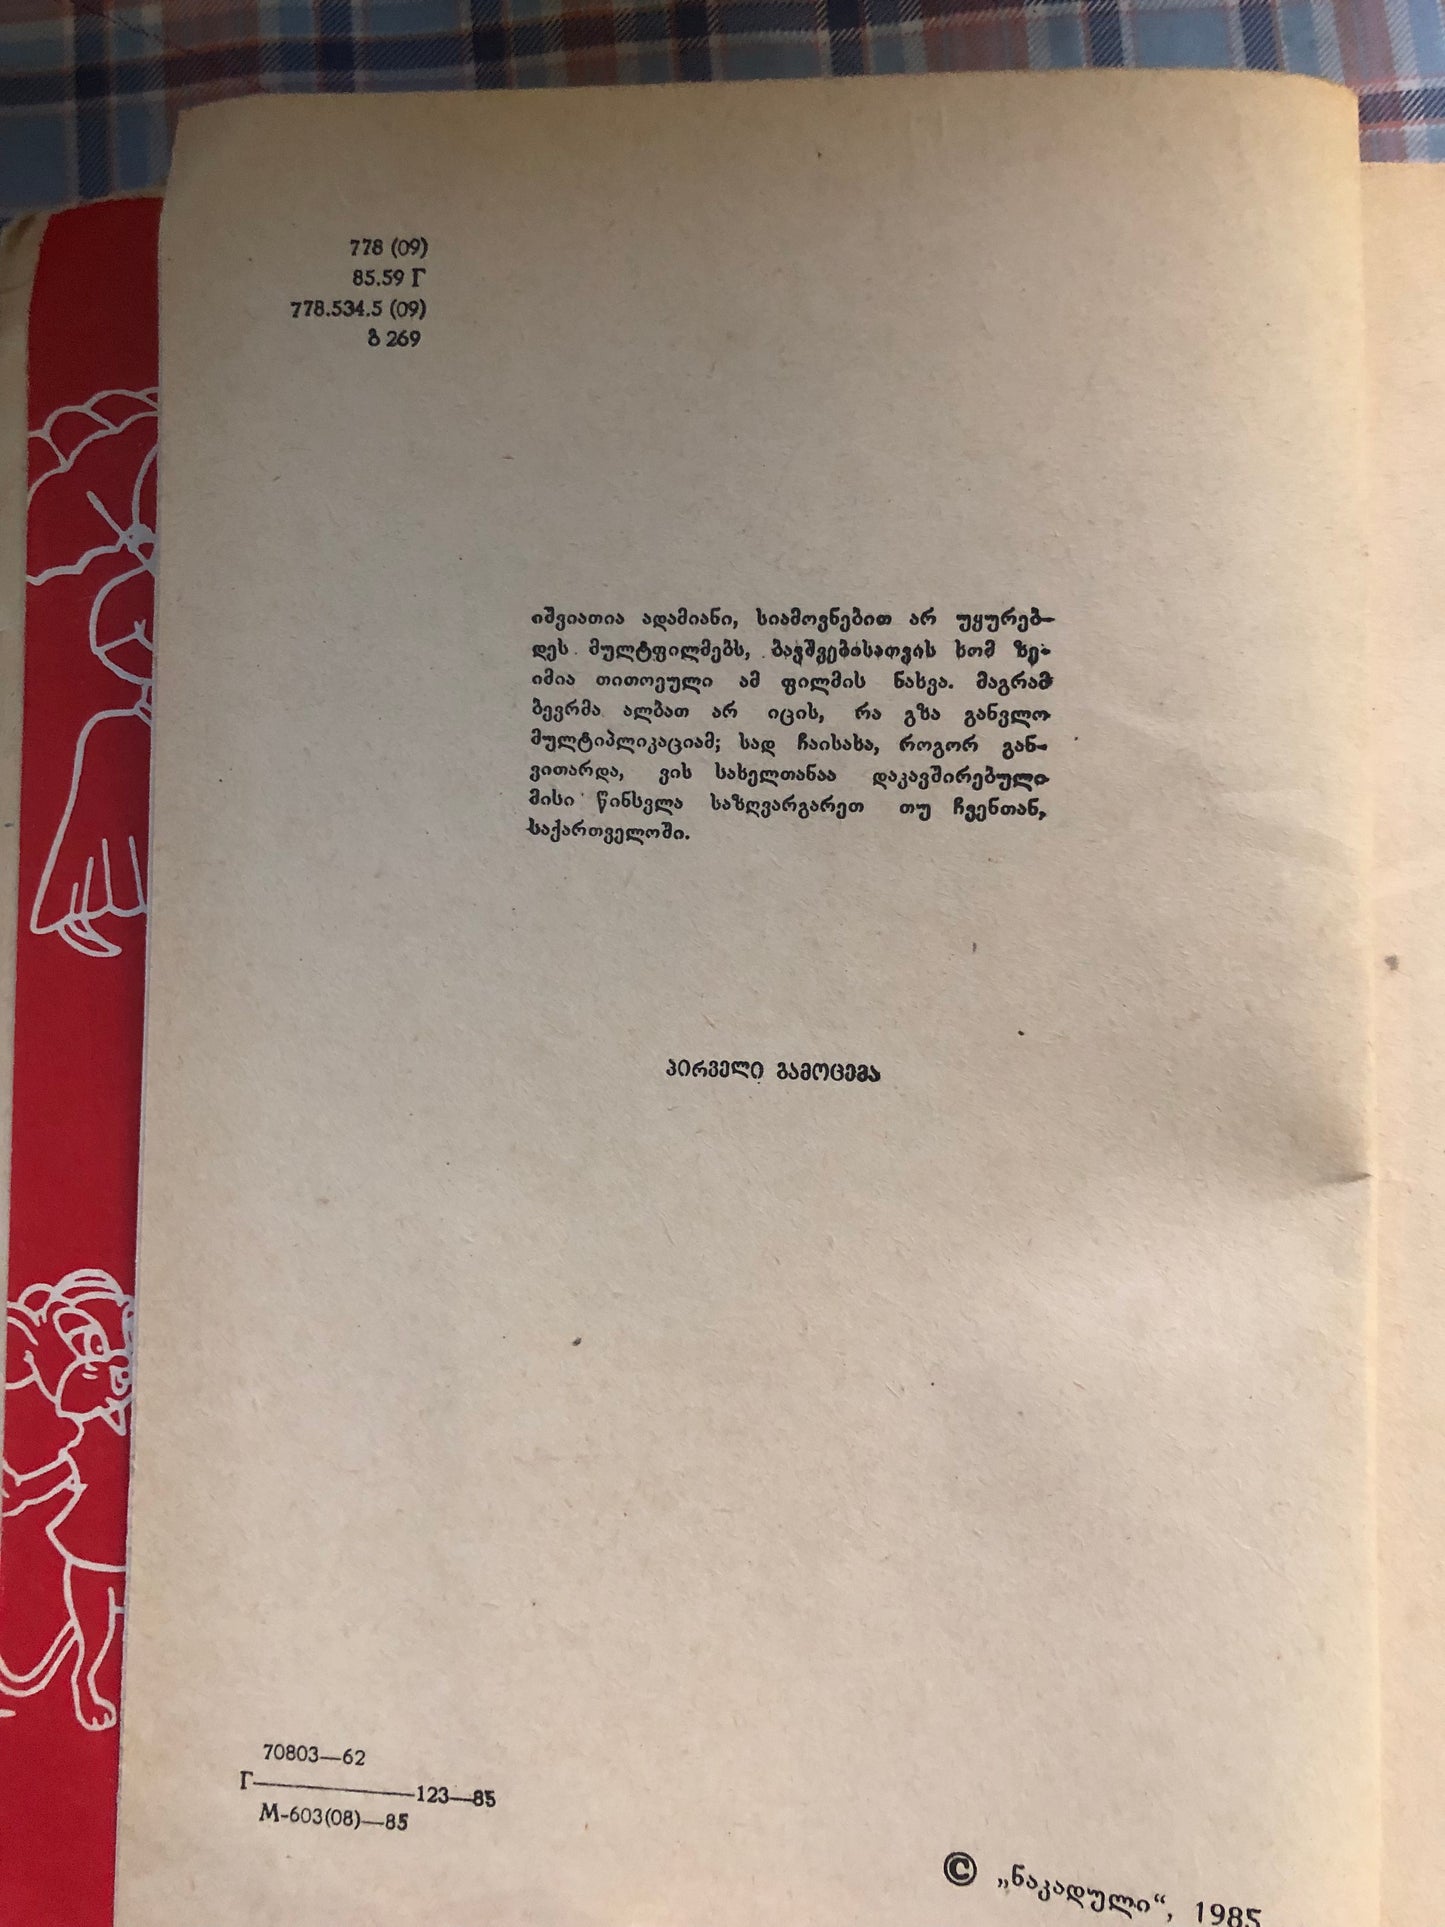 778 (09)
85.59 Г
778.534.5 (09)
გ 269
იშვიათია ადამიანი, სიამოვნებით არ უყურებ-
დეს მულტფილმებს, ბავშვებისათვის ხომ ზე-
იმია თითოეული ამ ფილმის ნახვა. მაგრამ
ბევრმა ალბათ არ იცის, რა გზა განვლო
მულტიპლიკაციამ; სად ჩაისახა, როგორ გან-
ვითარდა, ვის სახელთანაა დაკავშირებული
მისი წინსვლა საზღვარგარეთ თუ ჩვენთან,
საქართველოში.
პირველი გამოცემა
70803—62
Г—123—85
М-603(08)—85
© „ნაკადული“, 1985